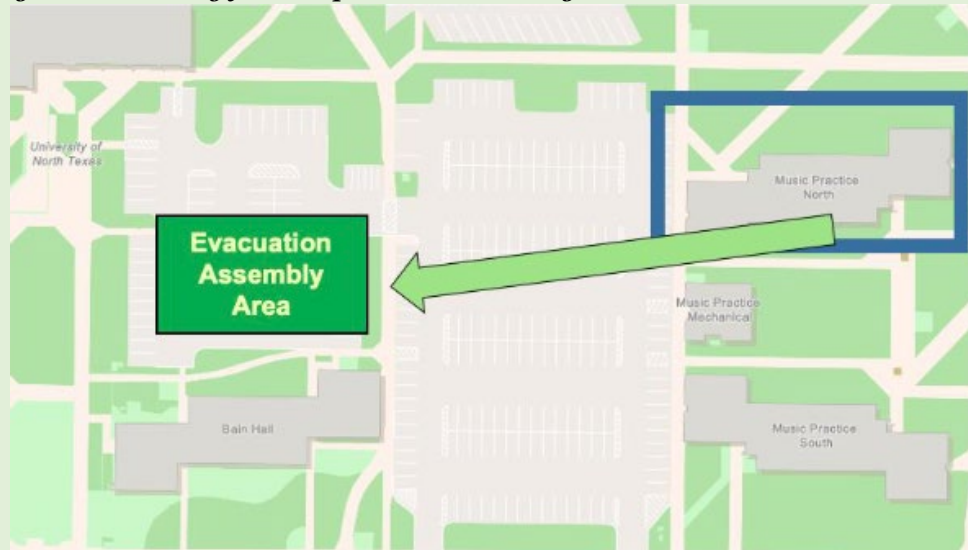 University of
North Texas
Music Practice
North
Evacuation
Assembly
Area
Music Practice
Mechanical
Bain Hall
Music Practice
South